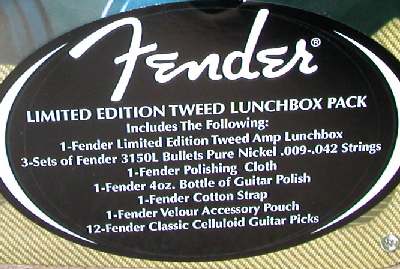 Fender®
LIMITED EDITION TWEED LUNCHBOX PACK
Includes The Following:
1-Fender Limited Edition Tweed Amp Lunchbox
3-Sets of Fender 3150L Bullets Pure Nickel .009-.042 Strings
1-Fender Polishing Cloth
1-Fender 4oz. Bottle of Guitar Polish
1-Fender Cotton Strap
1-Fender Velour Accessory Pouch
12-Fender Classic Celluloid Guitar Picks